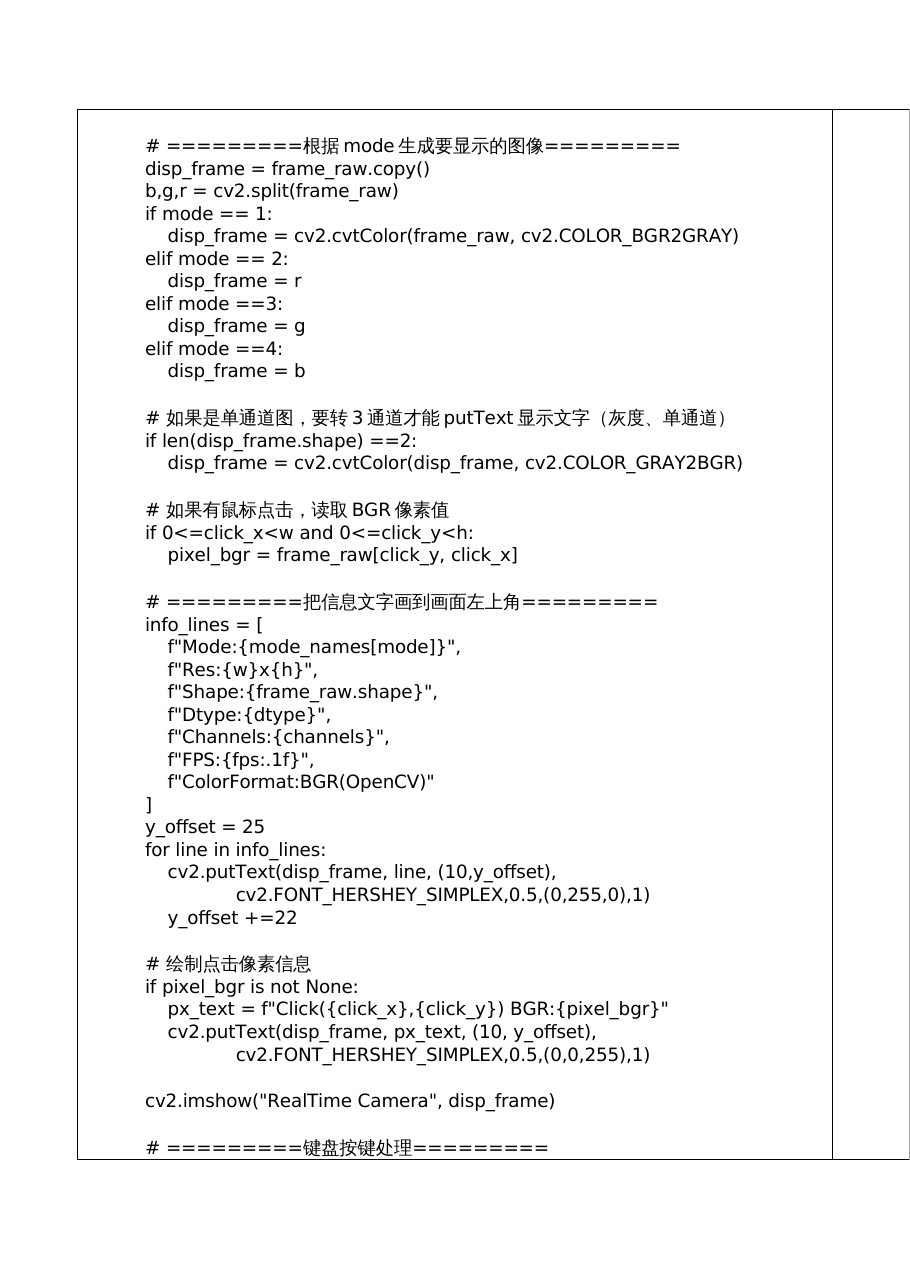 # =========根据 mode 生成要显示的图像=========
disp_frame = frame_raw.copy()
b,g,r = cv2.split(frame_raw)
if mode == 1:
    disp_frame = cv2.cvtColor(frame_raw, cv2.COLOR_BGR2GRAY)
elif mode == 2:
    disp_frame = r
elif mode ==3:
    disp_frame = g
elif mode ==4:
    disp_frame = b
# 如果是单通道图，要转 3 通道才能 putText 显示文字（灰度、单通道）
if len(disp_frame.shape) ==2:
    disp_frame = cv2.cvtColor(disp_frame, cv2.COLOR_GRAY2BGR)
# 如果有鼠标点击，读取 BGR 像素值
if 0<=click_x<w and 0<=click_y<h:
    pixel_bgr = frame_raw[click_y, click_x]
# =========把信息文字画到画面左上角=========
info_lines = [
    f"Mode:{mode_names[mode]}",
    f"Res:{w}x{h}",
    f"Shape:{frame_raw.shape}",
    f"Dtype:{dtype}",
    f"Channels:{channels}",
    f"FPS:{fps:.1f}",
    f"ColorFormat:BGR(OpenCV)"
]
y_offset = 25
for line in info_lines:
    cv2.putText(disp_frame, line, (10,y_offset),
                cv2.FONT_HERSHEY_SIMPLEX,0.5,(0,255,0),1)
    y_offset +=22
# 绘制点击像素信息
if pixel_bgr is not None:
    px_text = f"Click({click_x},{click_y}) BGR:{pixel_bgr}"
    cv2.putText(disp_frame, px_text, (10, y_offset),
                cv2.FONT_HERSHEY_SIMPLEX,0.5,(0,0,255),1)
cv2.imshow("RealTime Camera", disp_frame)
# =========键盘按键处理=========